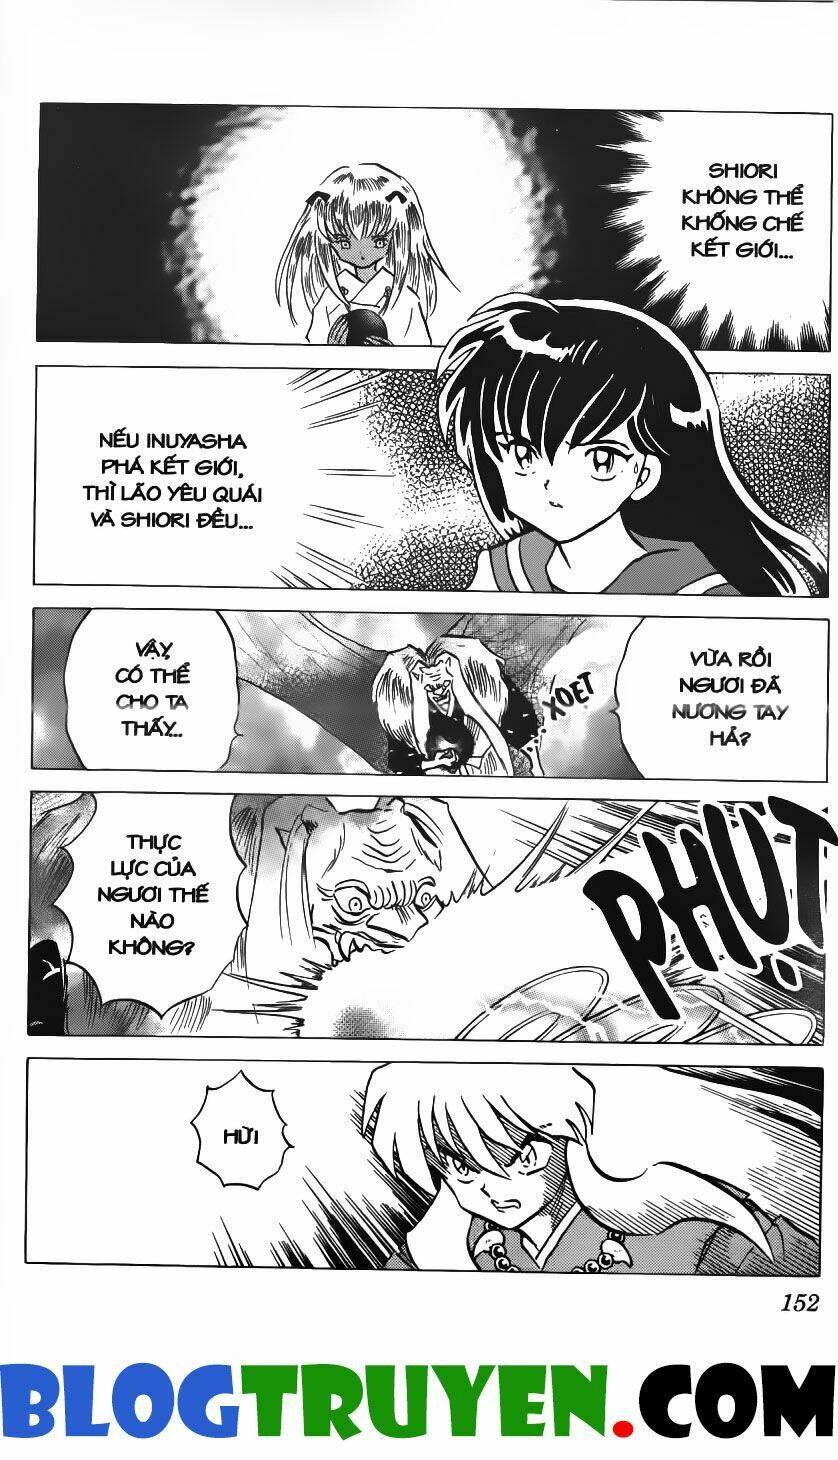 SHIORI
KHÔNG THỂ
KHỐNG CHẾ
KẾT GIỚI...
NẾU INUYASHA
PHÁ KẾT GIỚI,
THÌ LÃO YÊU QUÁI
VÀ SHIORI ĐỀU...
VỪA RỒI
NGƯƠI ĐÃ
NƯƠNG TAY
HẢ?
XOẸT
VẬY,
CÓ THỂ
CHO TA
THẤY...
THỰC
LỰC CỦA
NGƯƠI THẾ
NÀO
KHÔNG?
PHỤT
HỪ!
152
BLOGTRUYEN.COM